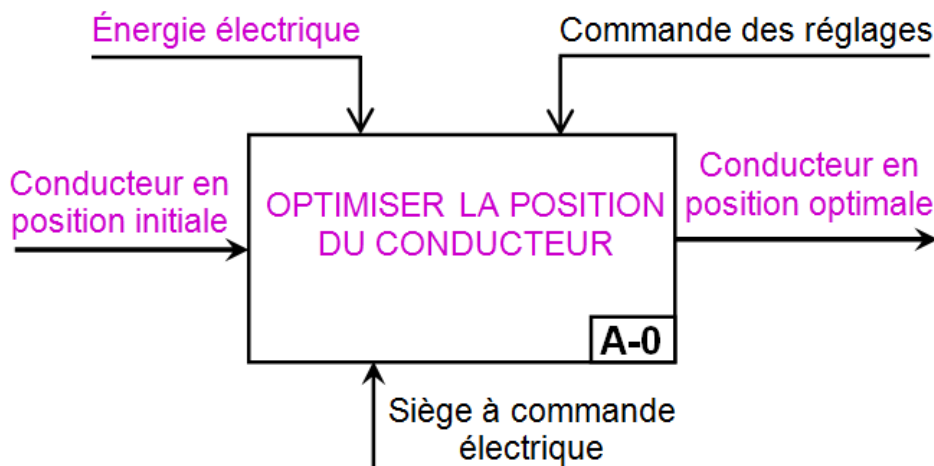 Énergie électrique
Commande des réglages
Conducteur en
position initiale
OPTIMISER LA POSITION
DU CONDUCTEUR
Conducteur en
position optimale
A-0
Siège à commande
électrique